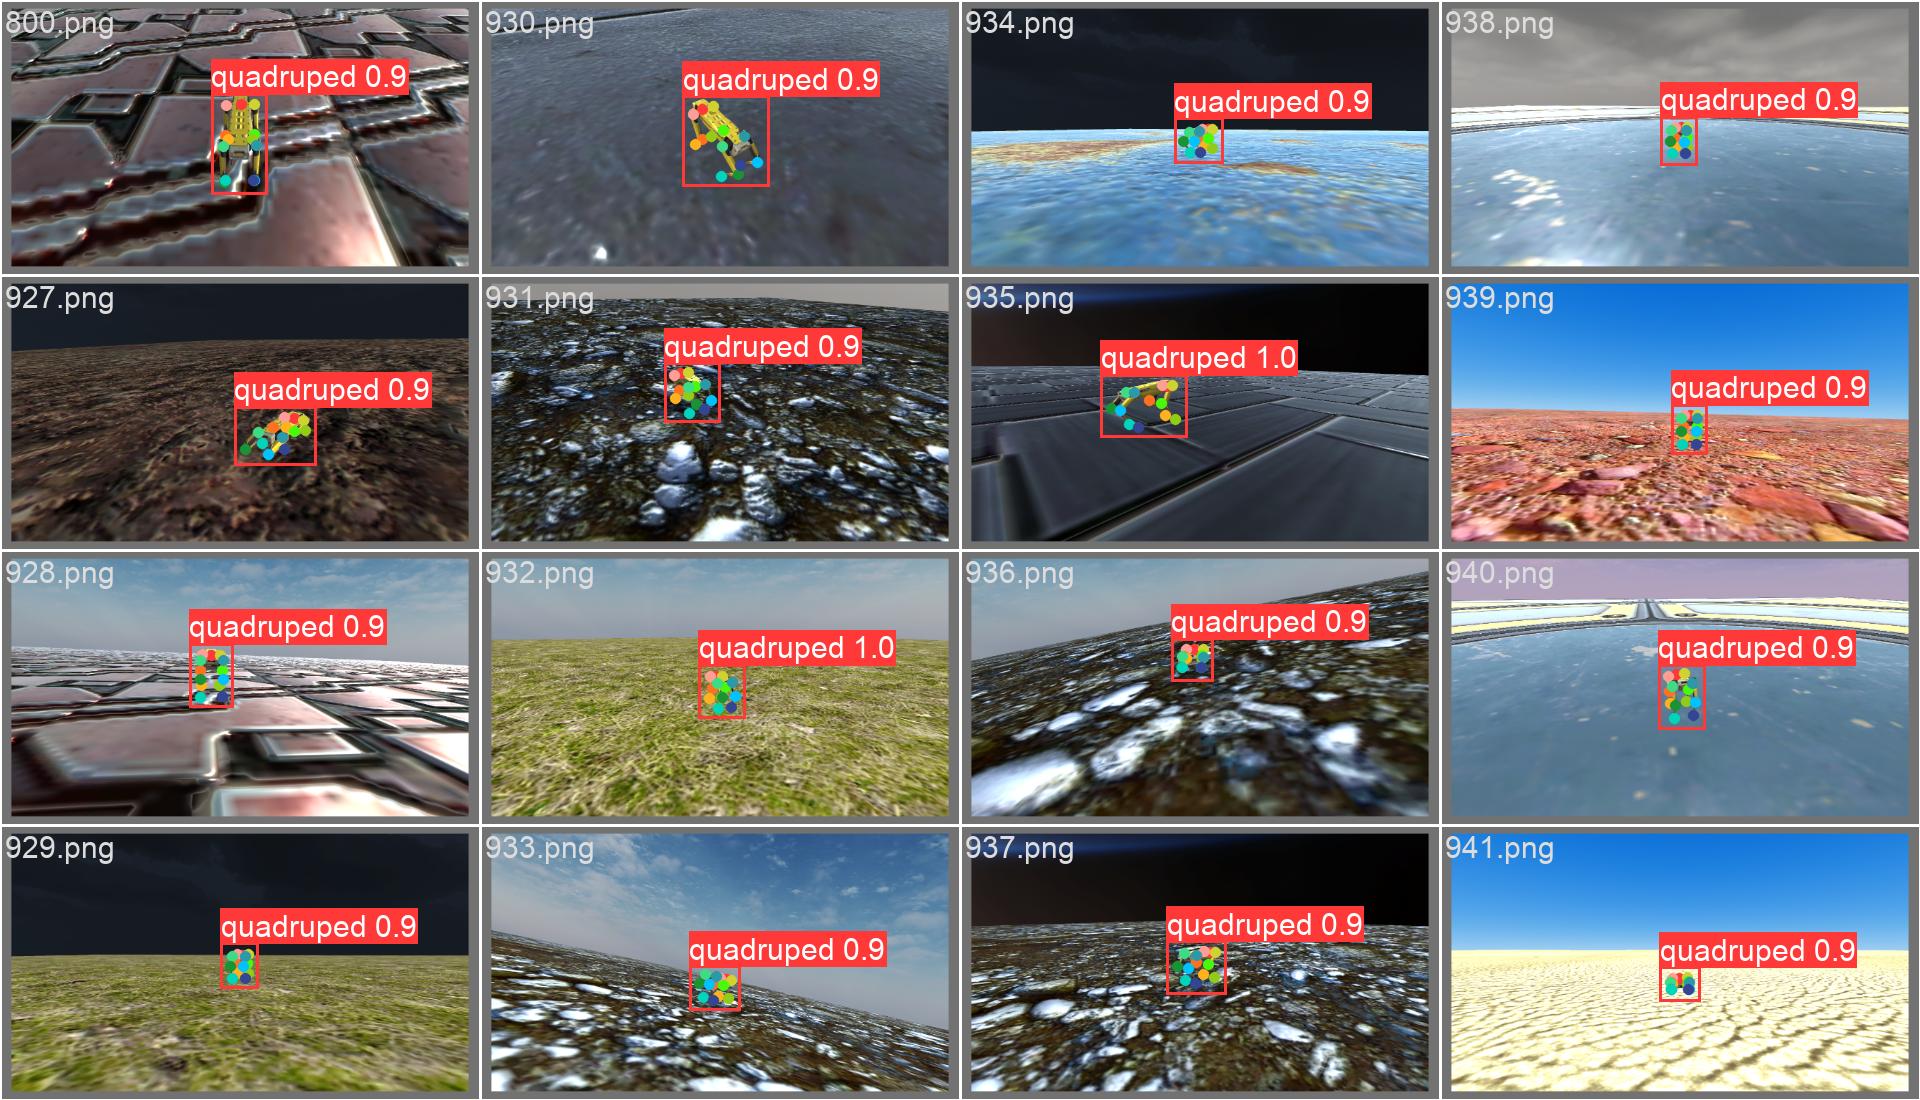 800.png
quadruped 0.9
930.png
quadruped 0.9
934.png
quadruped 0.9
938.png
quadruped 0.9
927.png
quadruped 0.9
931.png
quadruped 0.9
935.png
quadruped 1.0
939.png
quadruped 0.9
928.png
quadruped 0.9
932.png
quadruped 1.0
936.png
quadruped 0.9
940.png
quadruped 0.9
929.png
quadruped 0.9
933.png
quadruped 0.9
937.png
quadruped 0.9
941.png
quadruped 0.9